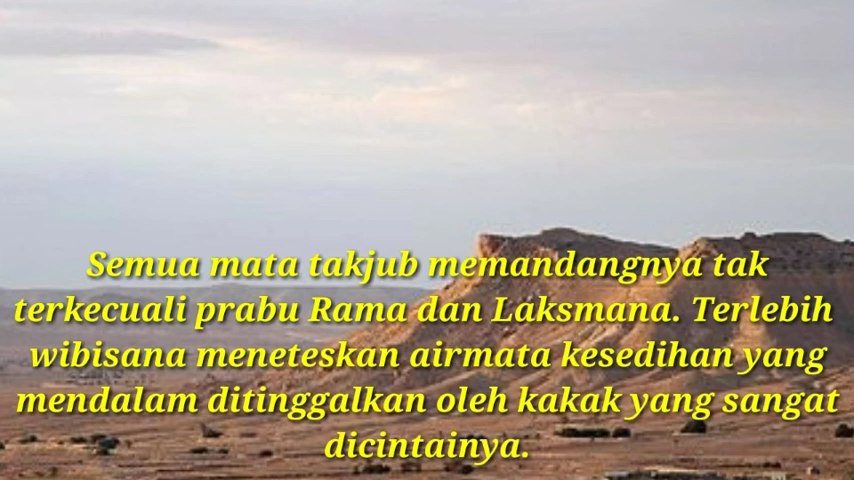 Semua mata takjub memandangnya tak
terkecuali prabu Rama dan Laksmana. Terlebih
wibisana meneteskan airmata kesedihan yang
mendalam ditinggalkan oleh kakak yang sangat
dicintainya.